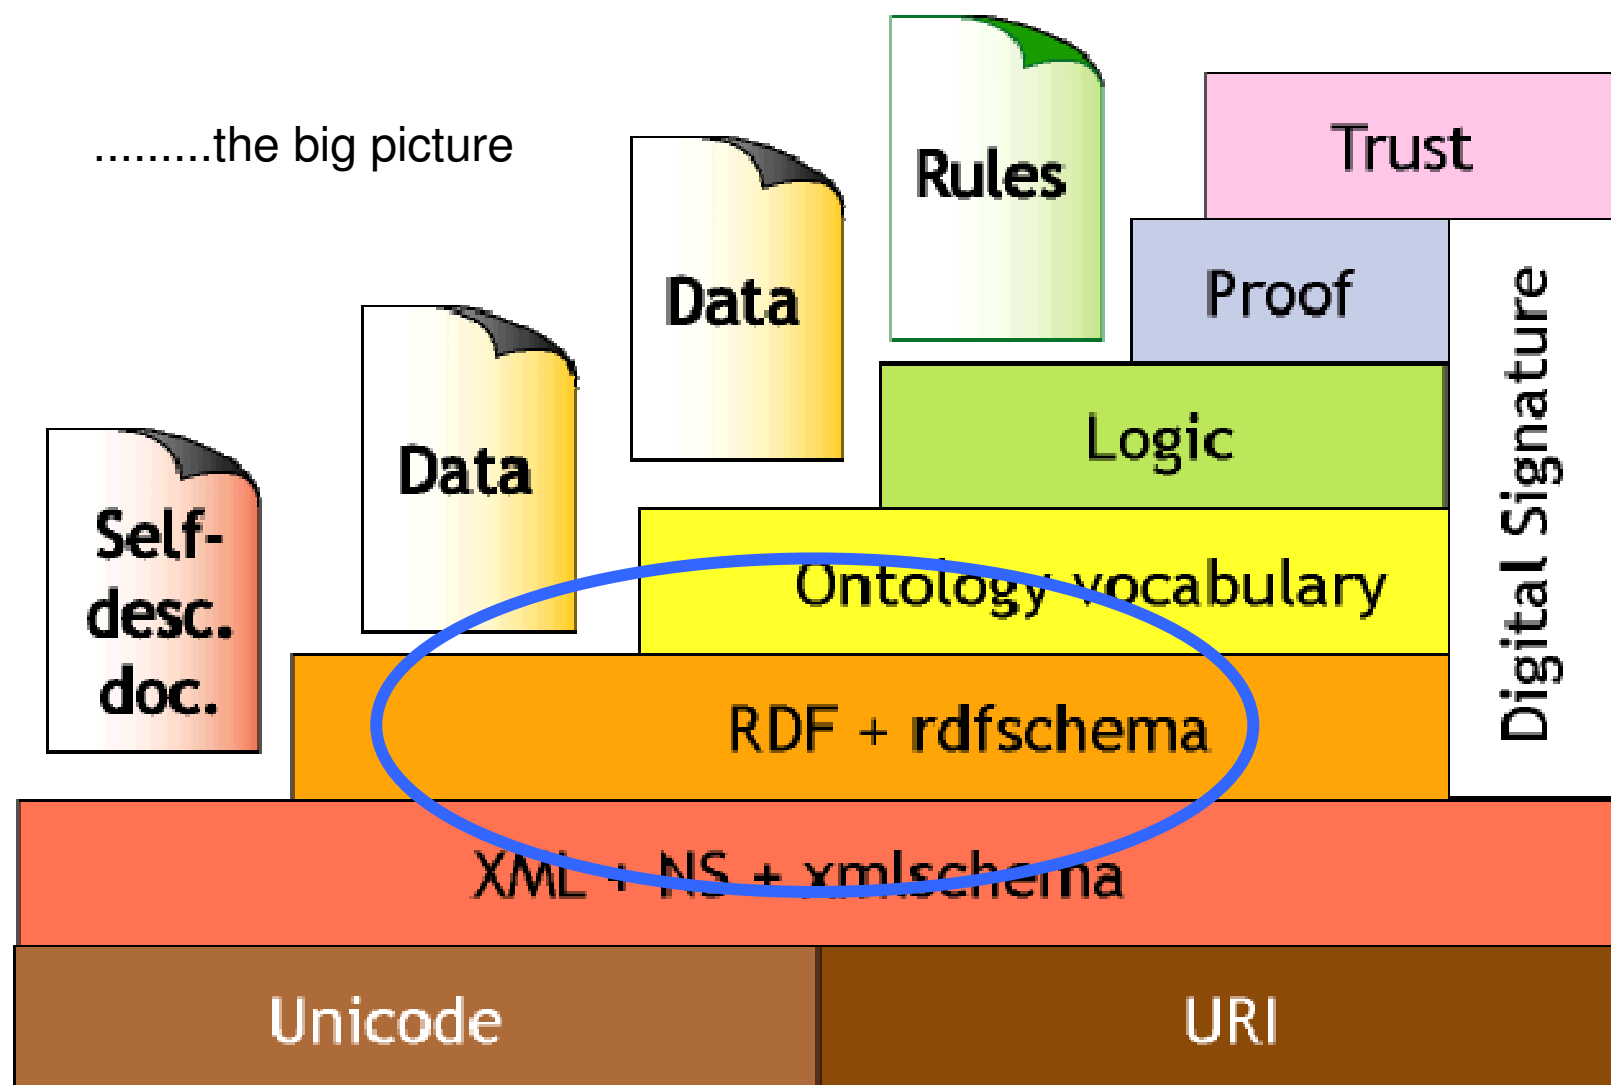 .........the big picture
Rules
Trust
Data
Proof
Data
Logic
Self-
desc.
doc.
Ontology vocabulary
Digital Signature
RDF + rdfschema
XML + NS + xmlschema
Unicode
URI